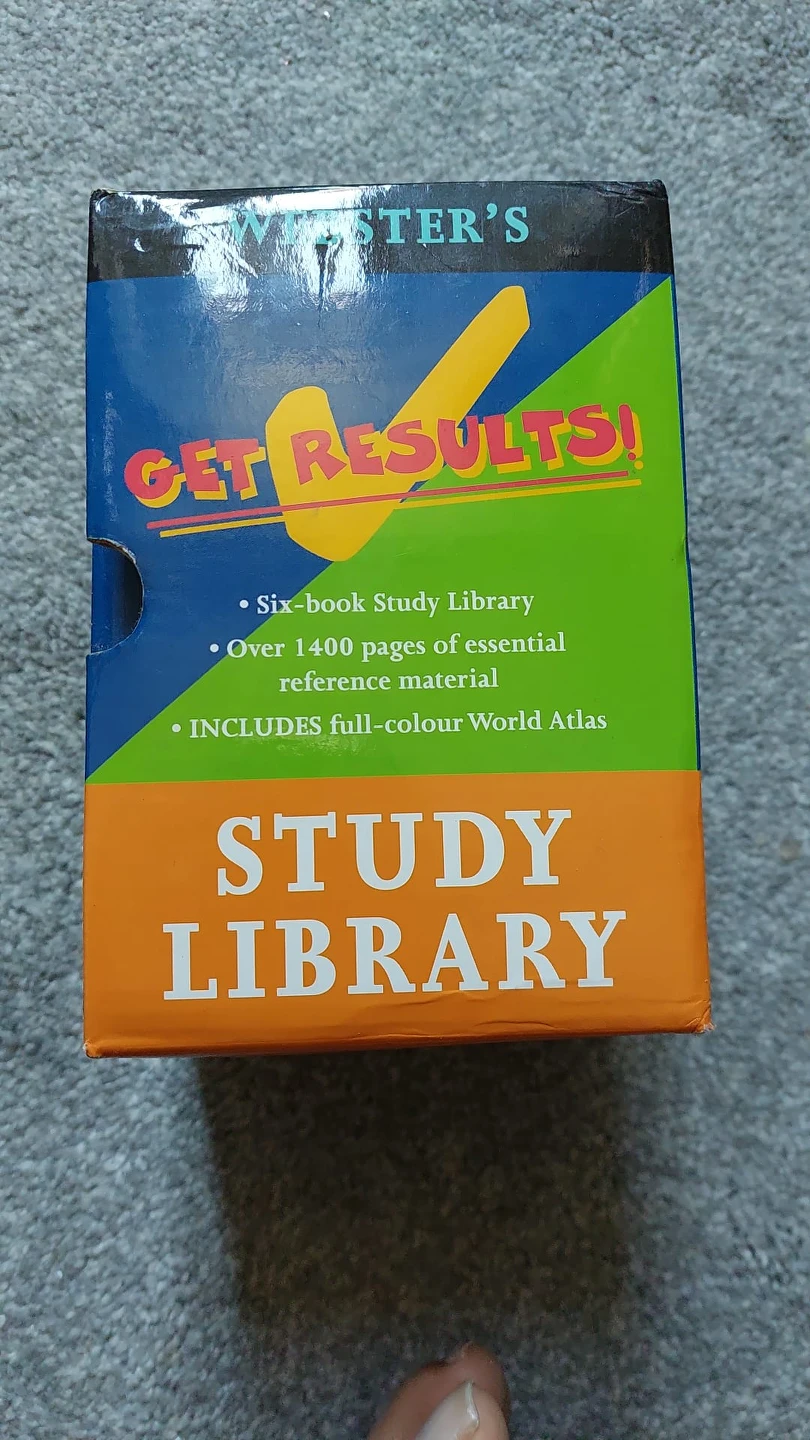 WEBSTER'S
GET RESULTS!
• Six-book Study Library
• Over 1400 pages of essential
reference material
• INCLUDES full-colour World Atlas
STUDY
LIBRARY